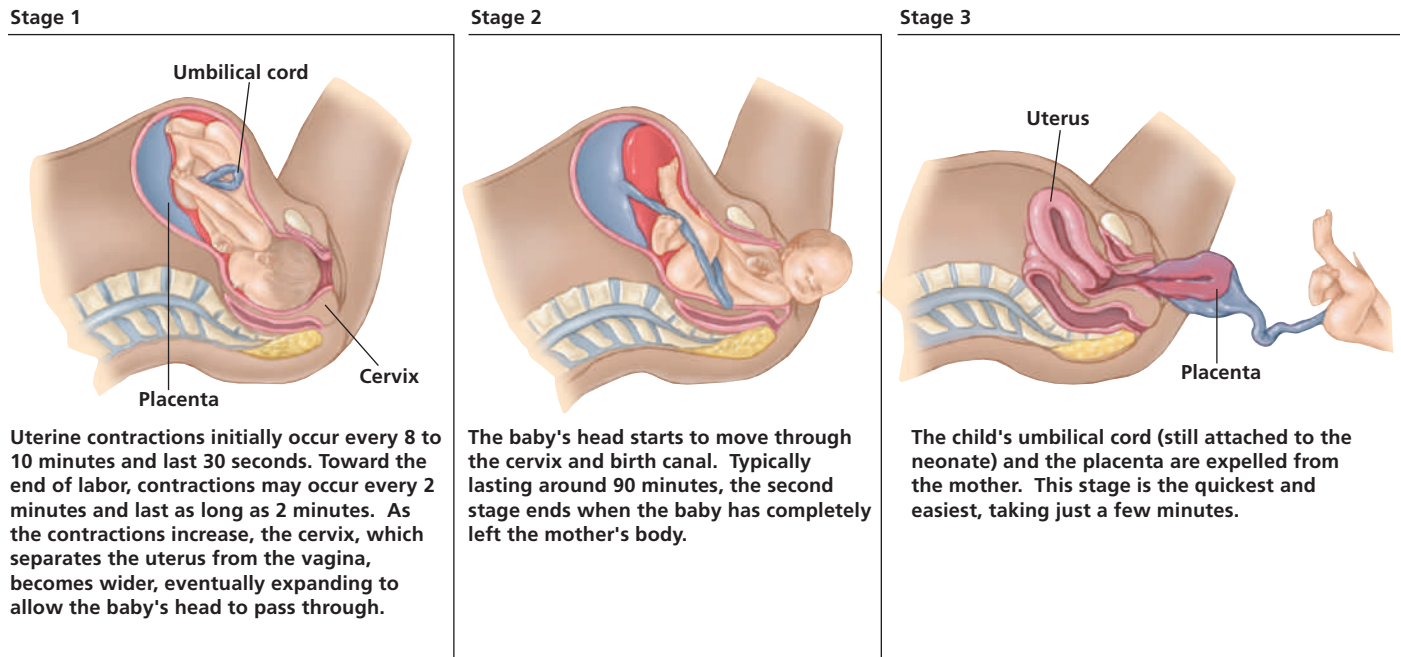 Stage 1
Umbilical cord
Cervix
Placenta
Uterine contractions initially occur every 8 to
10 minutes and last 30 seconds. Toward the
end of labor, contractions may occur every 2
minutes and last as long as 2 minutes. As
the contractions increase, the cervix, which
separates the uterus from the vagina,
becomes wider, eventually expanding to
allow the baby's head to pass through.
Stage 2
The baby's head starts to move through
the cervix and birth canal. Typically
lasting around 90 minutes, the second
stage ends when the baby has completely
left the mother's body.
Stage 3
Uterus
Placenta
The child's umbilical cord (still attached to the
neonate) and the placenta are expelled from
the mother. This stage is the quickest and
easiest, taking just a few minutes.